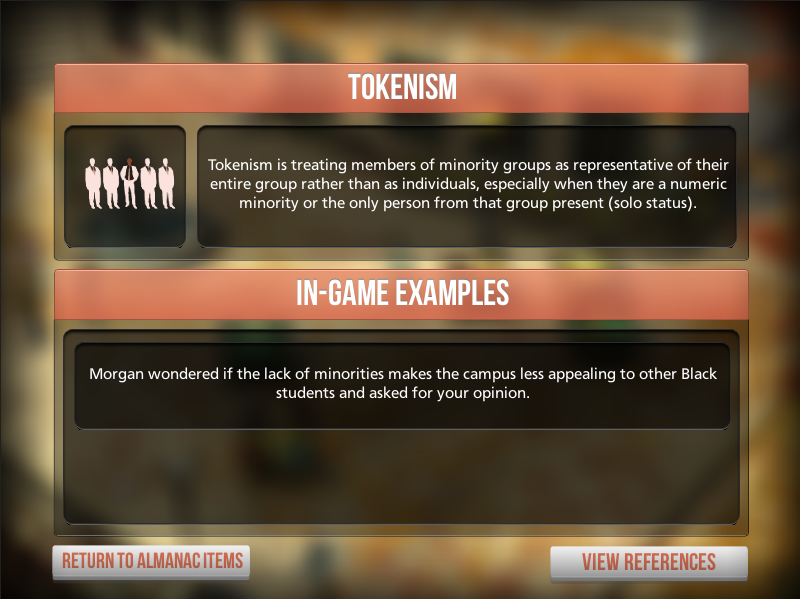 TOKENISM
Tokenism is treating members of minority groups as representative of their
entire group rather than as individuals, especially when they are a numeric
minority or the only person from that group present (solo status).
IN-GAME EXAMPLES
Morgan wondered if the lack of minorities makes the campus less appealing to other Black
students and asked for your opinion.
RETURN TO ALMANAC ITEMS
VIEW REFERENCES